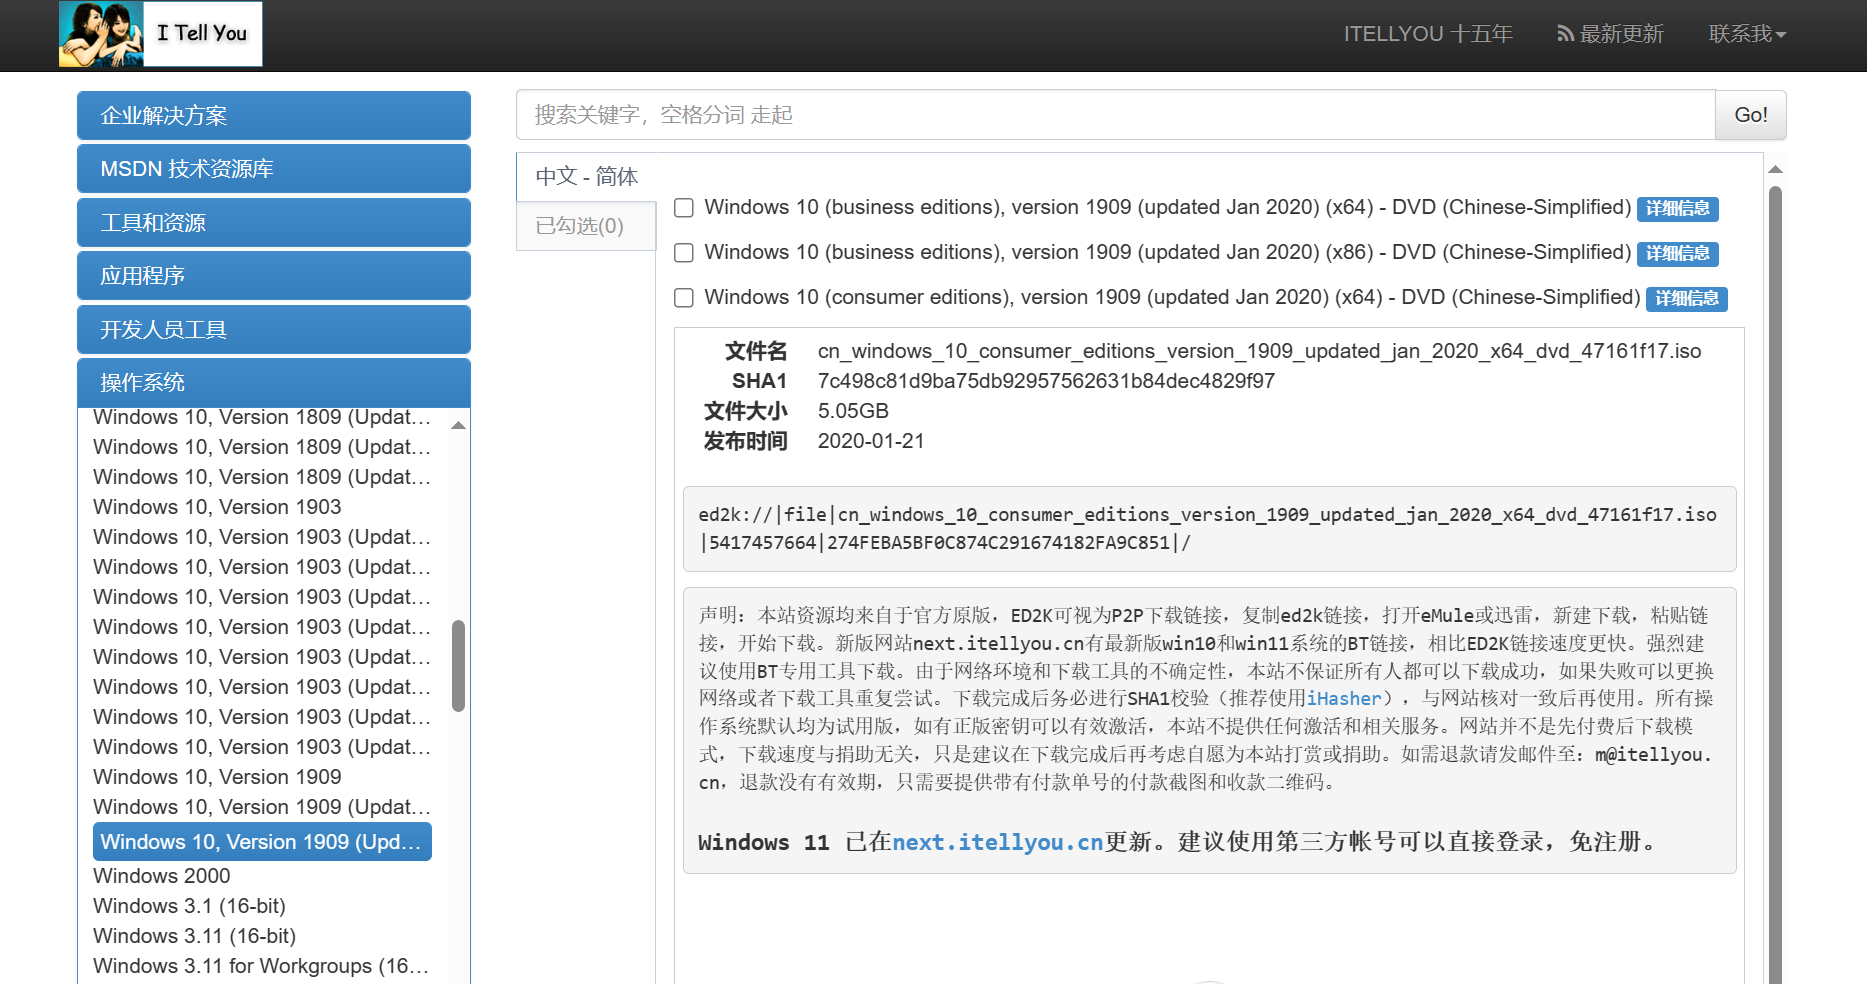 I Tell You
ITELLYOU 十五年
最新更新
联系我
企业解决方案
MSDN 技术资源库
工具和资源
应用程序
开发人员工具
操作系统
Windows 10, Version 1809 (Updat…
Windows 10, Version 1809 (Updat…
Windows 10, Version 1809 (Updat…
Windows 10, Version 1903
Windows 10, Version 1903 (Updat…
Windows 10, Version 1903 (Updat…
Windows 10, Version 1903 (Updat…
Windows 10, Version 1903 (Updat…
Windows 10, Version 1903 (Updat…
Windows 10, Version 1903 (Updat…
Windows 10, Version 1903 (Updat…
Windows 10, Version 1903 (Updat…
Windows 10, Version 1909
Windows 10, Version 1909 (Updat…
Windows 10, Version 1909 (Upd…
Windows 2000
Windows 3.1 (16-bit)
Windows 3.11 (16-bit)
Windows 3.11 for Workgroups (16…
搜索关键字，空格分词 走起
Go!
中文 - 简体
已勾选(0)
Windows 10 (business editions), version 1909 (updated Jan 2020) (x64) - DVD (Chinese-Simplified) 详细信息
Windows 10 (business editions), version 1909 (updated Jan 2020) (x86) - DVD (Chinese-Simplified) 详细信息
Windows 10 (consumer editions), version 1909 (updated Jan 2020) (x64) - DVD (Chinese-Simplified) 详细信息
文件名 cn_windows_10_consumer_editions_version_1909_updated_jan_2020_x64_dvd_47161f17.iso
SHA1 7c498c81d9ba75db92957562631b84dec4829f97
文件大小 5.05GB
发布时间 2020-01-21
ed2k://|file|cn_windows_10_consumer_editions_version_1909_updated_jan_2020_x64_dvd_47161f17.iso
|5417457664|274FEBA5BF0C874C291674182FA9C851|/
声明：本站资源均来自于官方原版，ED2K可视为P2P下载链接，复制ed2k链接，打开eMule或迅雷，新建下载，粘贴链
接，开始下载。新版网站next.itellyou.cn有最新版win10和win11系统的BT链接，相比ED2K链接速度更快。强烈建
议使用BT专用工具下载。由于网络环境和下载工具的不确定性，本站不保证所有人都可以下载成功，如果失败可以更换
网络或者下载工具重复尝试。下载完成后务必进行SHA1校验（推荐使用iHasher），与网站核对一致后再使用。所有操
作系统默认均为试用版，如有正版密钥可以有效激活，本站不提供任何激活和相关服务。网站并不是先付费后下载模
式，下载速度与捐助无关，只是建议在下载完成后再考虑自愿为本站打赏或捐助。如需退款请发邮件至：m@itellyou.
cn，退款没有有效期，只需要提供带有付款单号的付款截图和收款二维码。
Windows 11 已在next.itellyou.cn更新。建议使用第三方帐号可以直接登录，免注册。